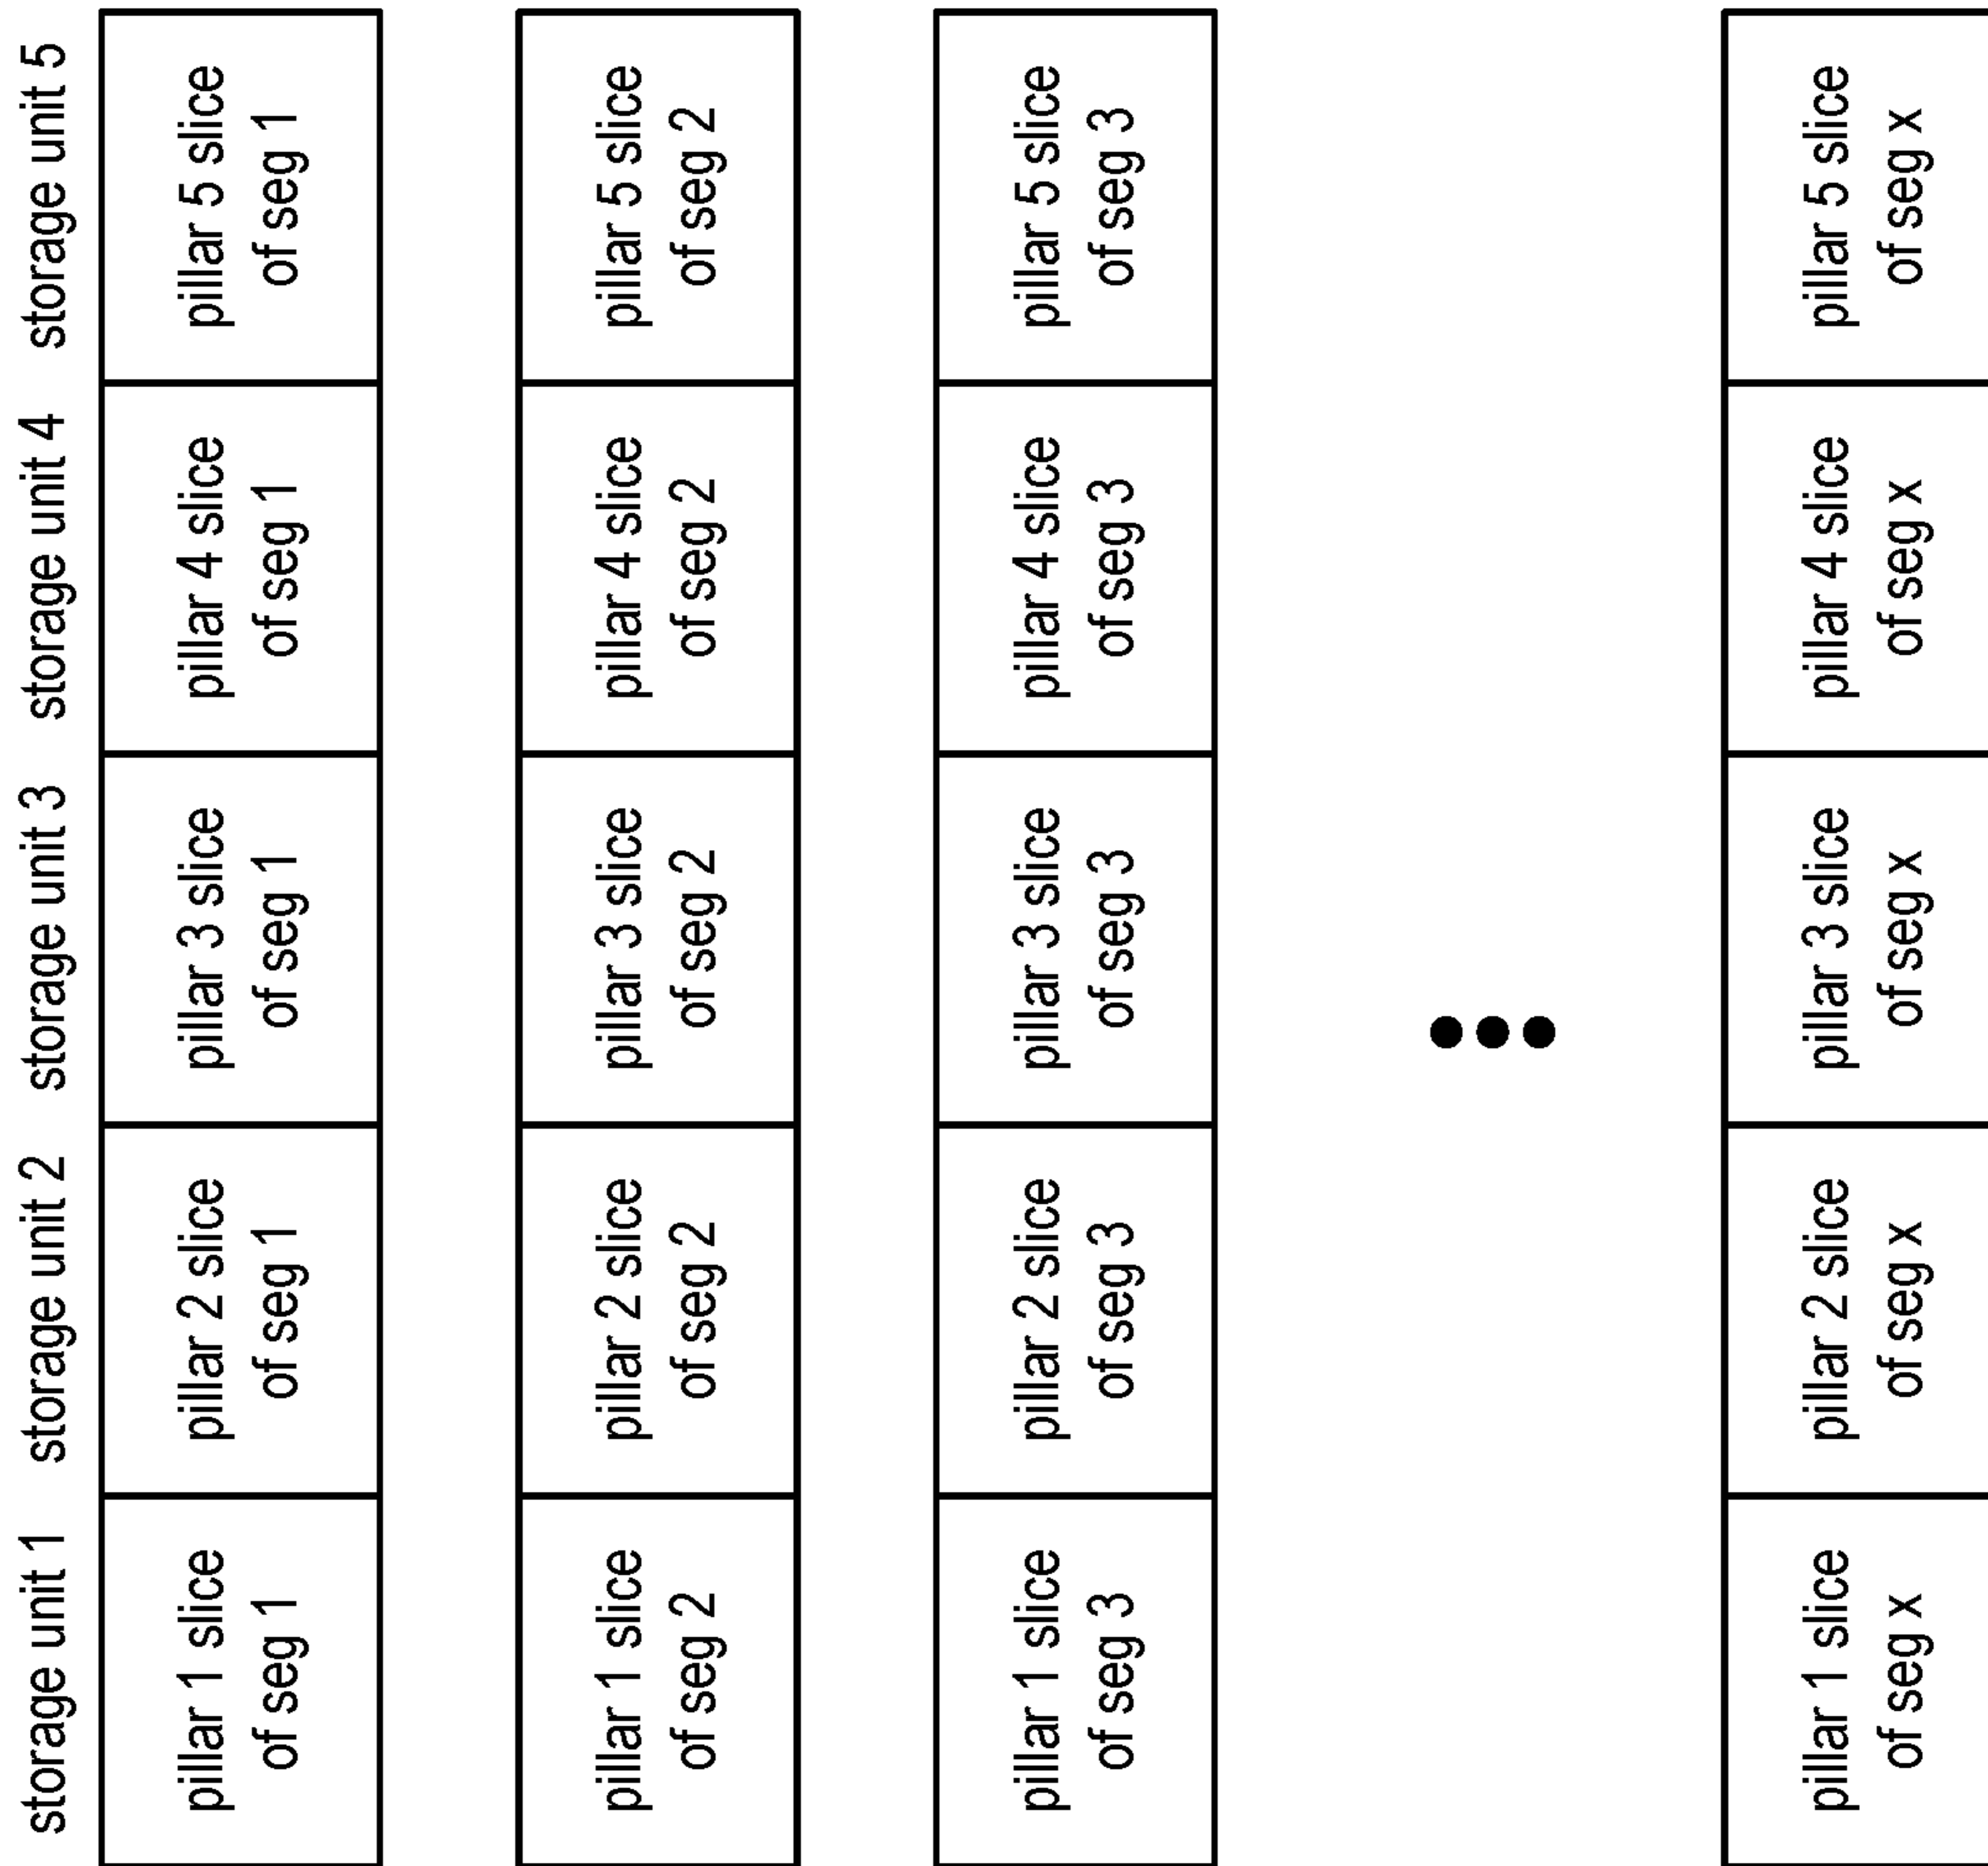 storage unit 1
storage unit 2
storage unit 3
storage unit 4
storage unit 5
pillar 1 slice
of seg 1
pillar 2 slice
of seg 1
pillar 3 slice
of seg 1
pillar 4 slice
of seg 1
pillar 5 slice
of seg 1
pillar 1 slice
of seg 2
pillar 2 slice
of seg 2
pillar 3 slice
of seg 2
pillar 4 slice
of seg 2
pillar 5 slice
of seg 2
pillar 1 slice
of seg 3
pillar 2 slice
of seg 3
pillar 3 slice
of seg 3
pillar 4 slice
of seg 3
pillar 5 slice
of seg 3
pillar 1 slice
of seg x
pillar 2 slice
of seg x
pillar 3 slice
of seg x
pillar 4 slice
of seg x
pillar 5 slice
of seg x